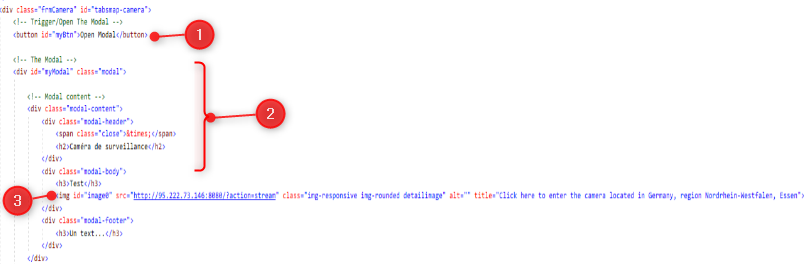 <div class="frmCamera" id="tabsmap-camera">
<!-- Trigger/Open The Modal -->
<button id="myBtn">Open Modal</button>
1
<!-- The Modal -->
<div id="myModal" class="modal">
<!-- Modal content -->
<div class="modal-content">
2
<div class="modal-header">
<span class="close">&times;</span>
<h2>Caméra de surveillance</h2>
</div>
<div class="modal-body">
<h3>Test</h3>
3
<img id="image0" src="http://95.222.73.146:8080/?action=stream" class="img-responsive img-rounded detailimage" alt="" title="Click here to enter the camera located in Germany, region Nordrhein-Westfalen, Essen">
</div>
<div class="modal-footer">
<h3>Un text...</h3>
</div>
</div>